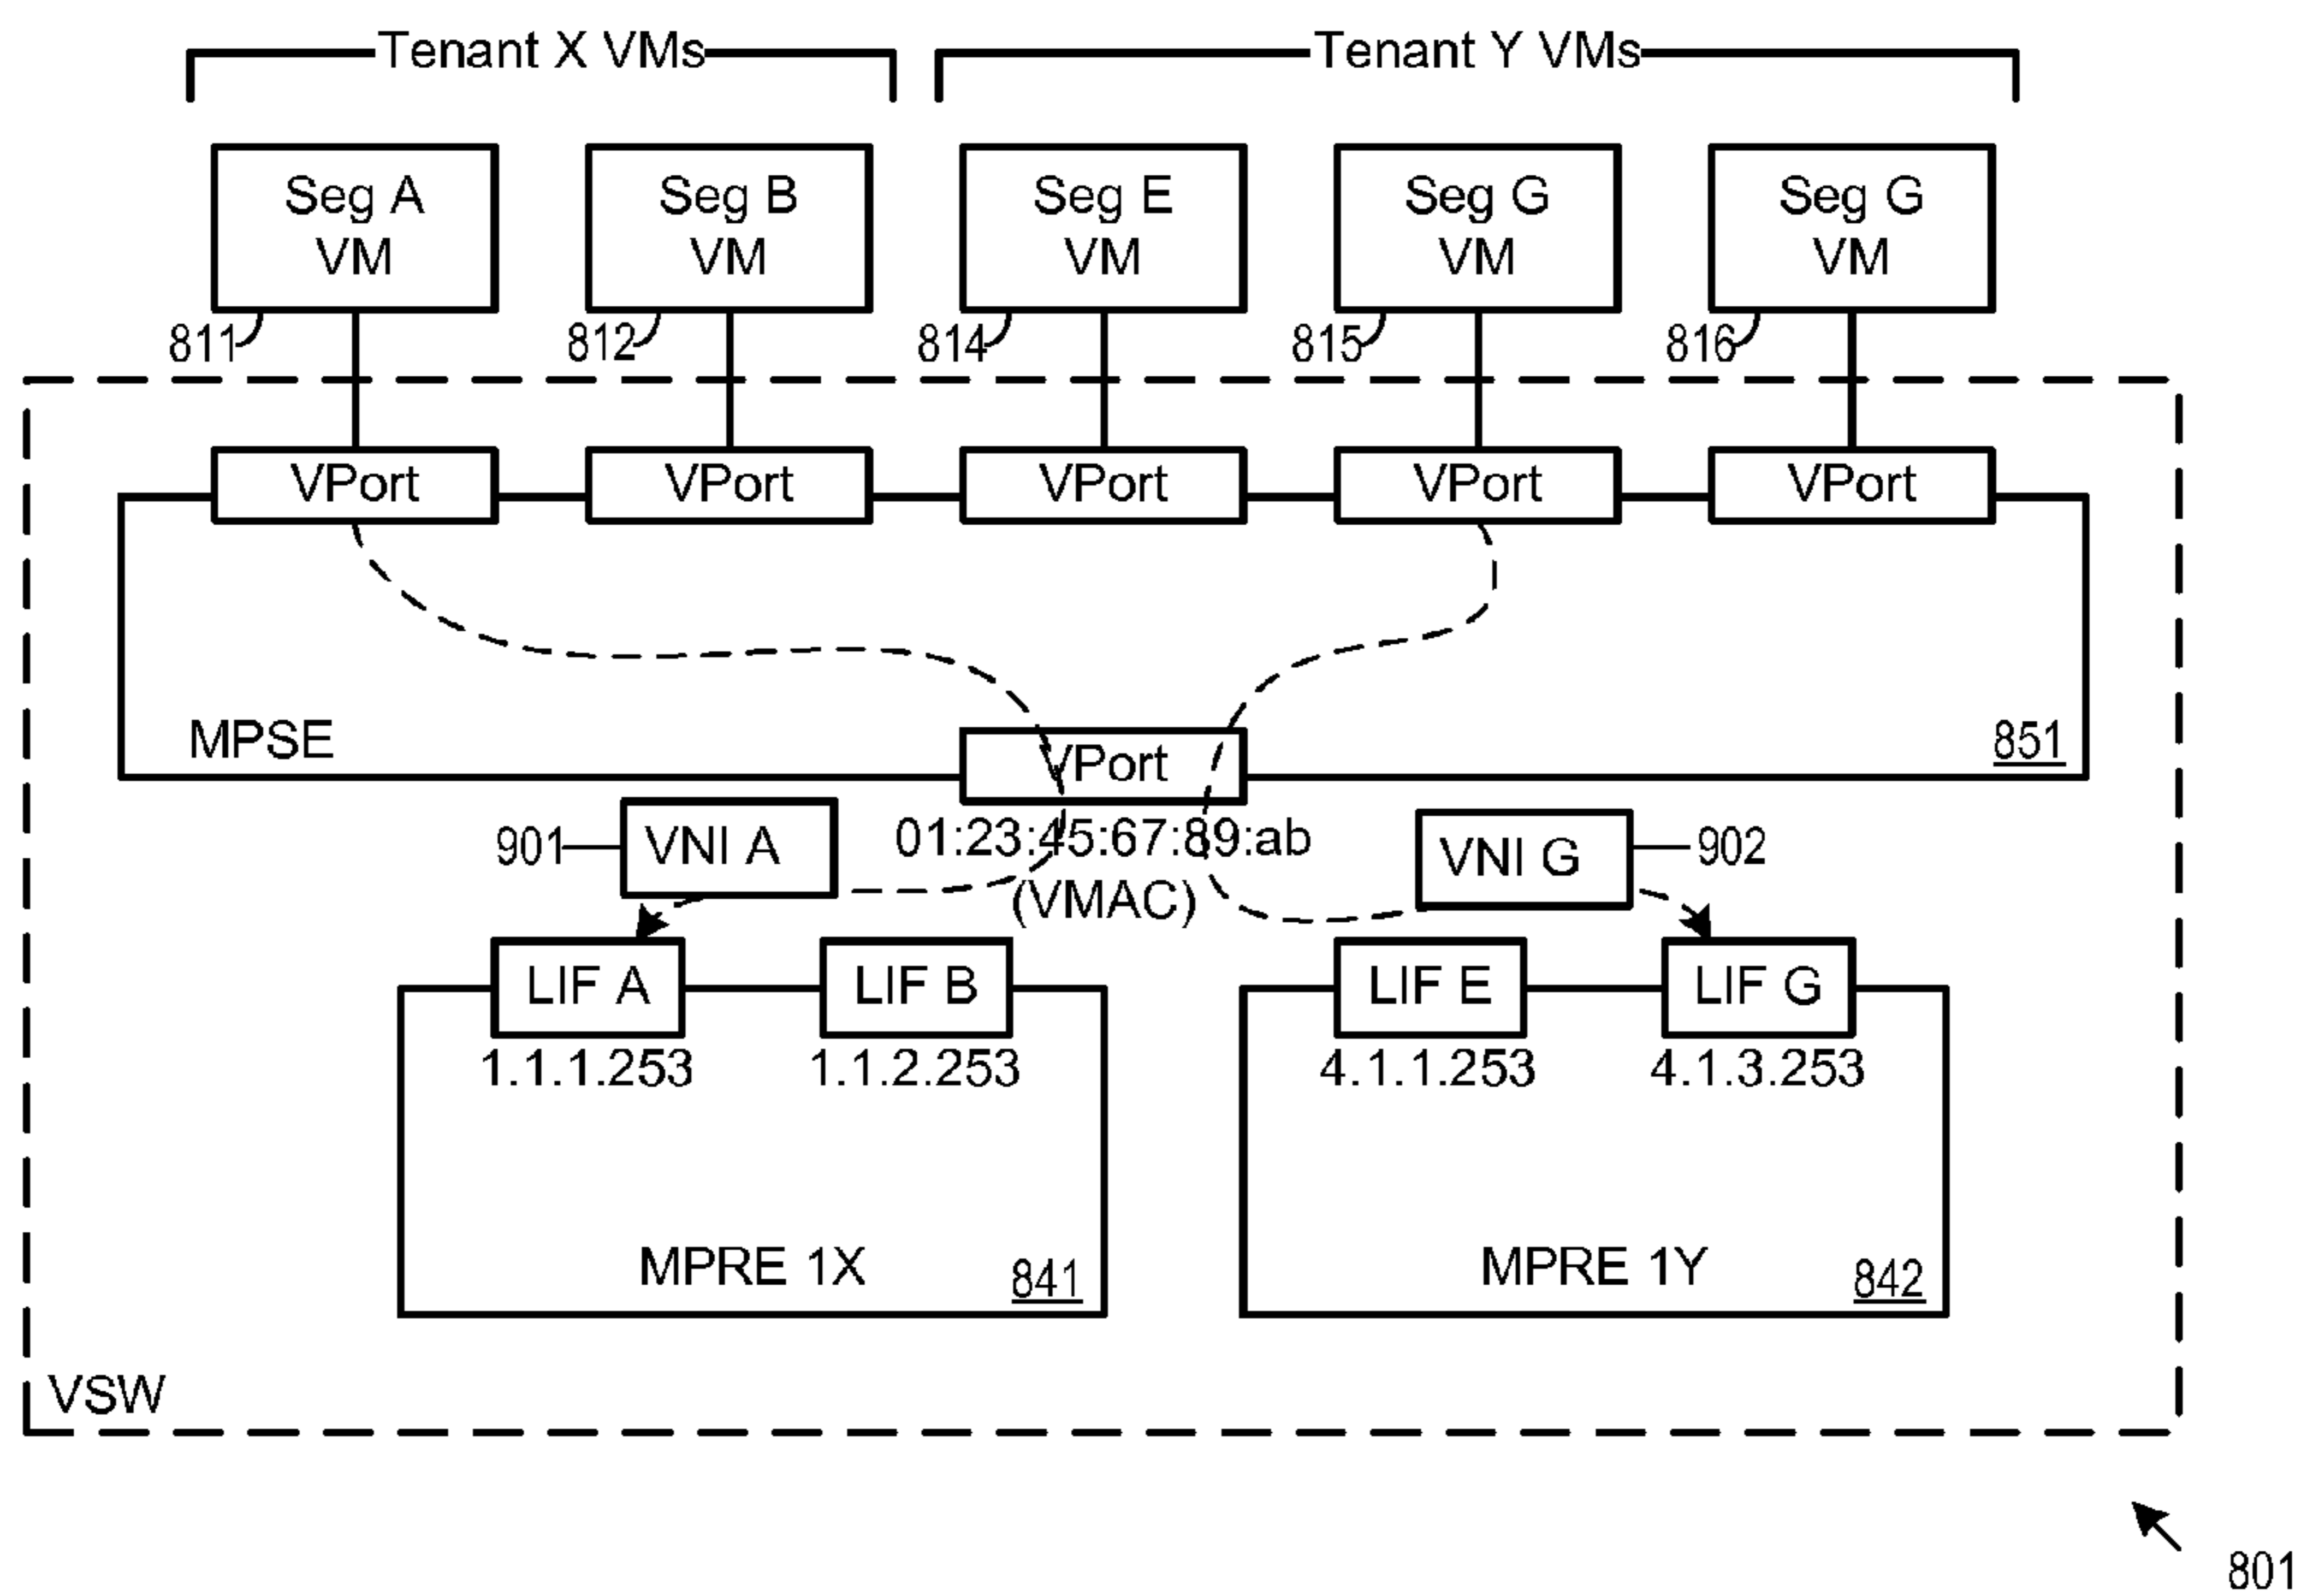 Tenant X VMs
Tenant Y VMs
Seg A
VM
Seg B
VM
Seg E
VM
Seg G
VM
Seg G
VM
811
812
814
815
816
VPort
VPort
VPort
VPort
VPort
MPSE
VPort
851
901
VNI A
01:23:45:67:89:ab
(VMAC)
VNI G
902
LIF A
LIF B
LIF E
LIF G
1.1.1.253
1.1.2.253
4.1.1.253
4.1.3.253
MPRE 1X
841
MPRE 1Y
842
VSW
801